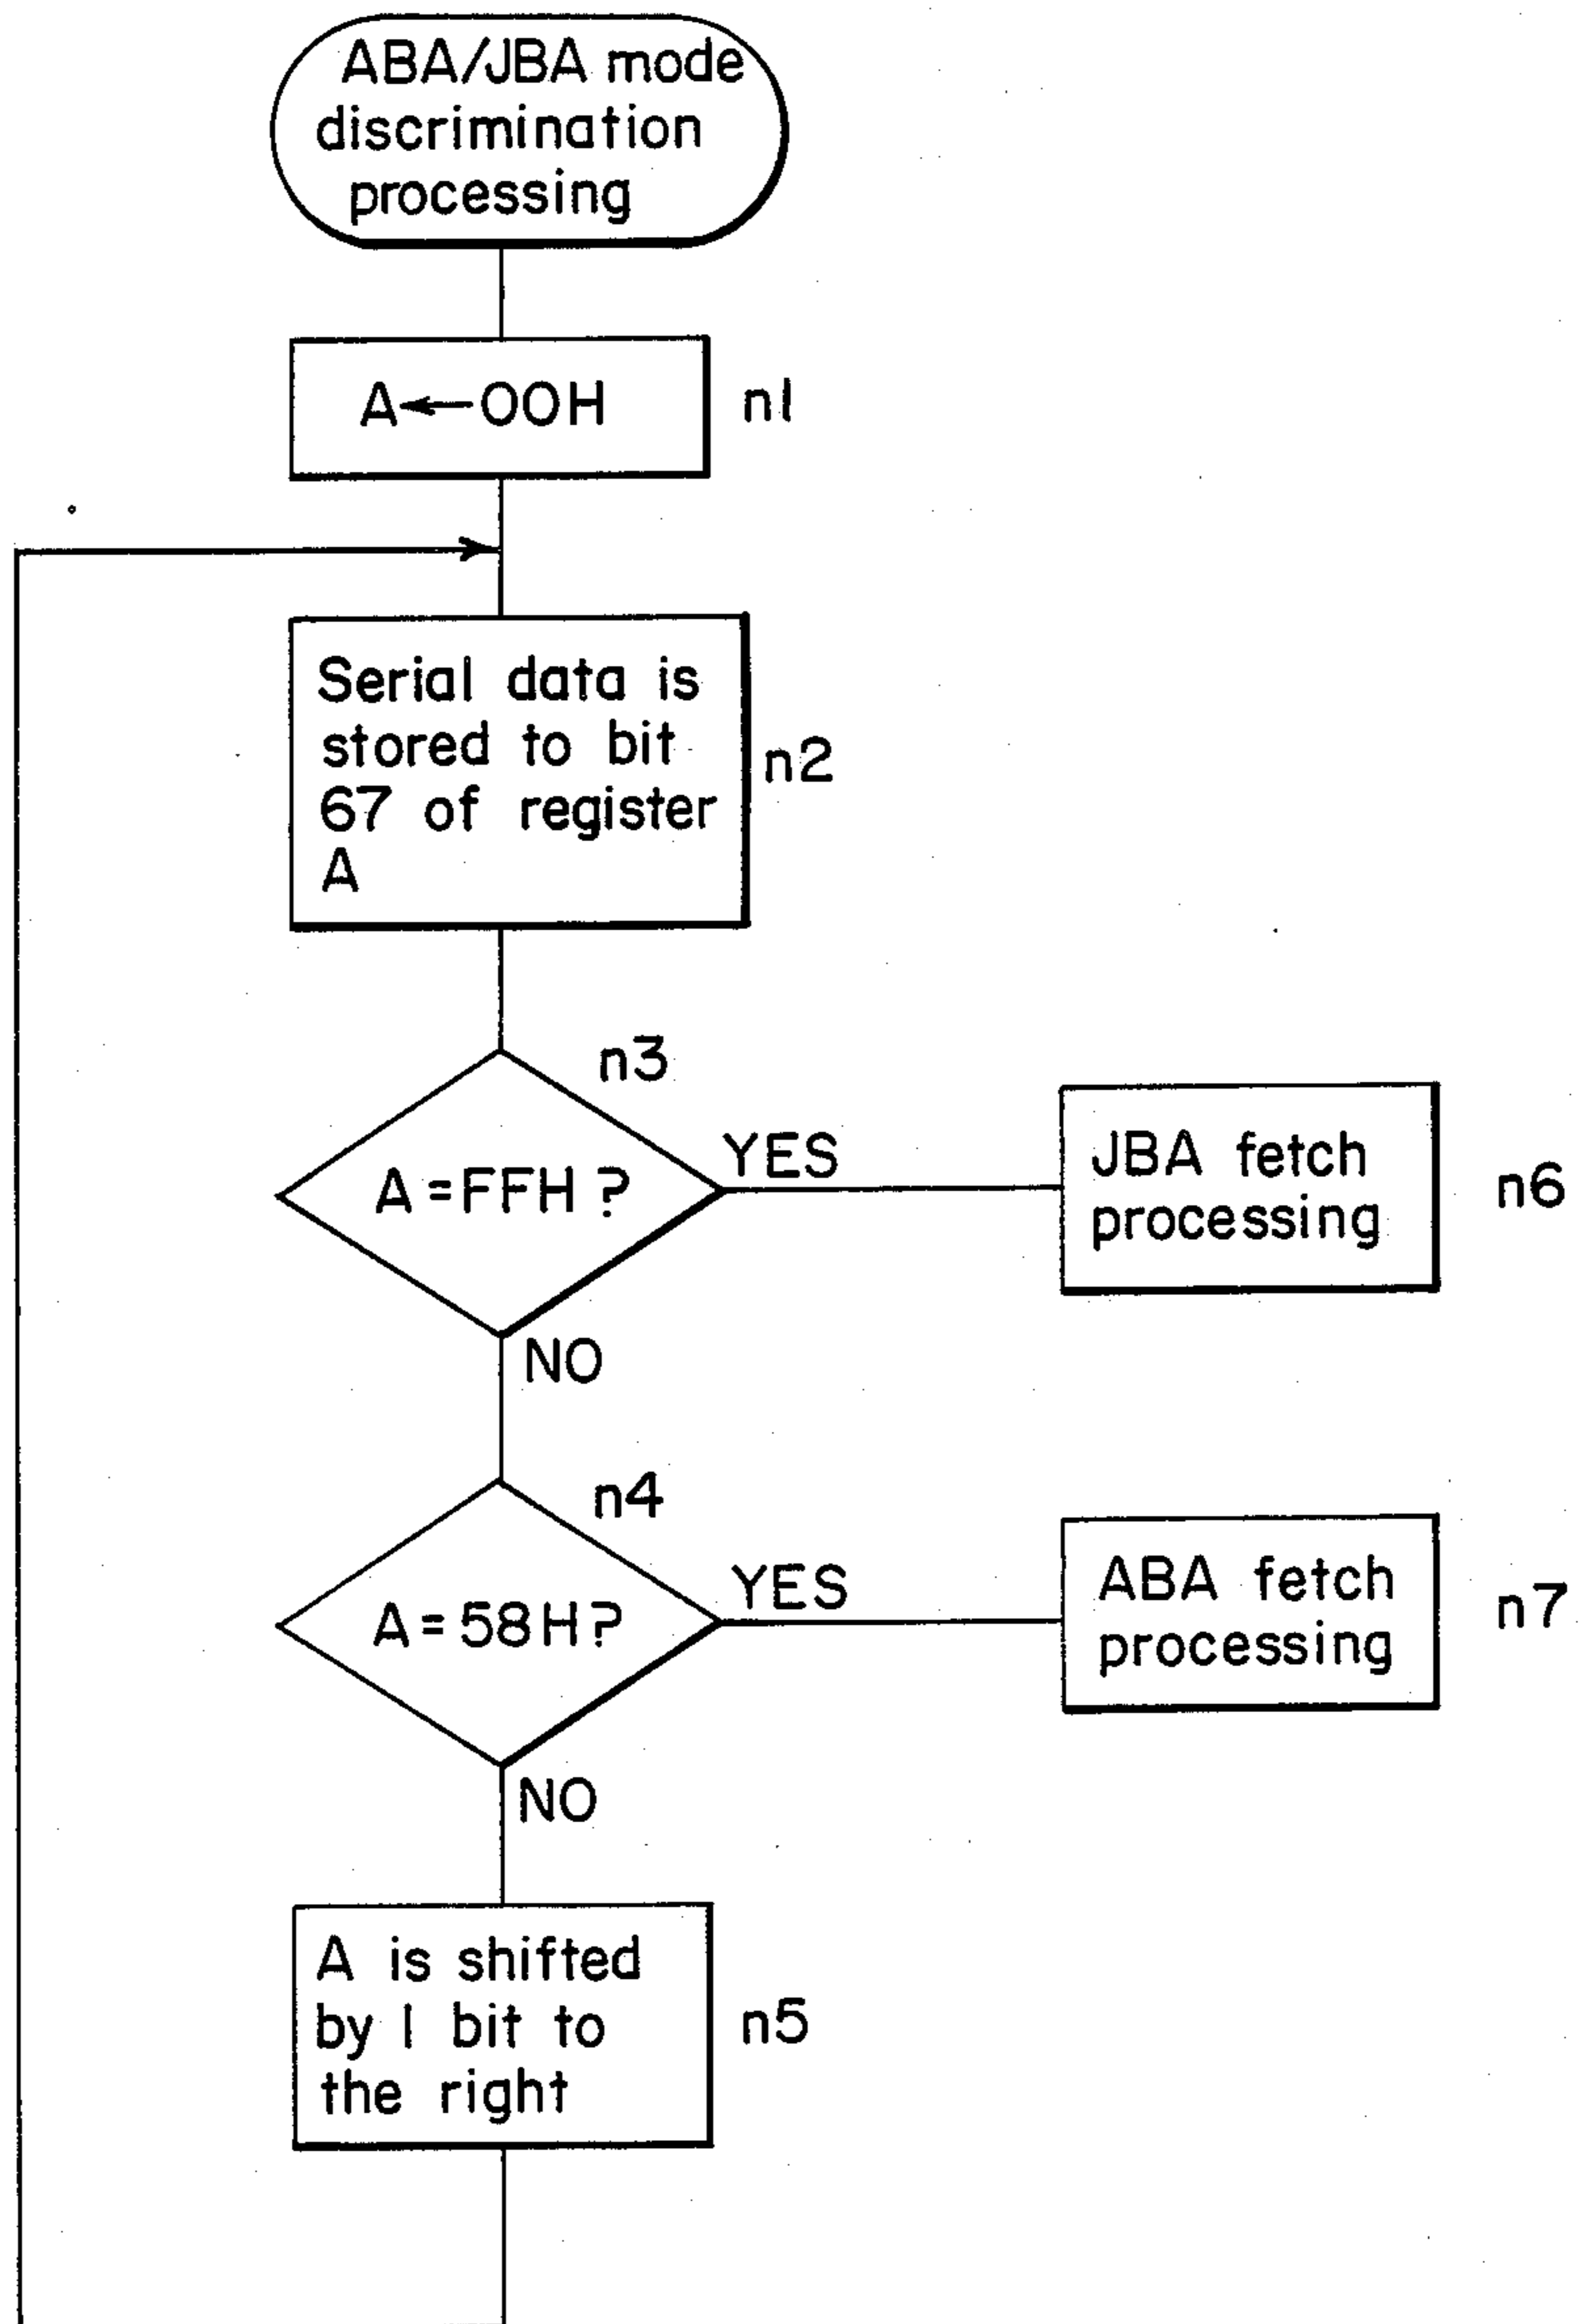 ABA/JBA mode
discrimination
processing
A←OOH
n1
Serial data is
stored to bit
67 of register
A
n2
n3
A=FFH?
YES
JBA fetch
processing
n6
NO
n4
A=58H?
YES
ABA fetch
processing
n7
NO
A is shifted
by 1 bit to
the right
n5